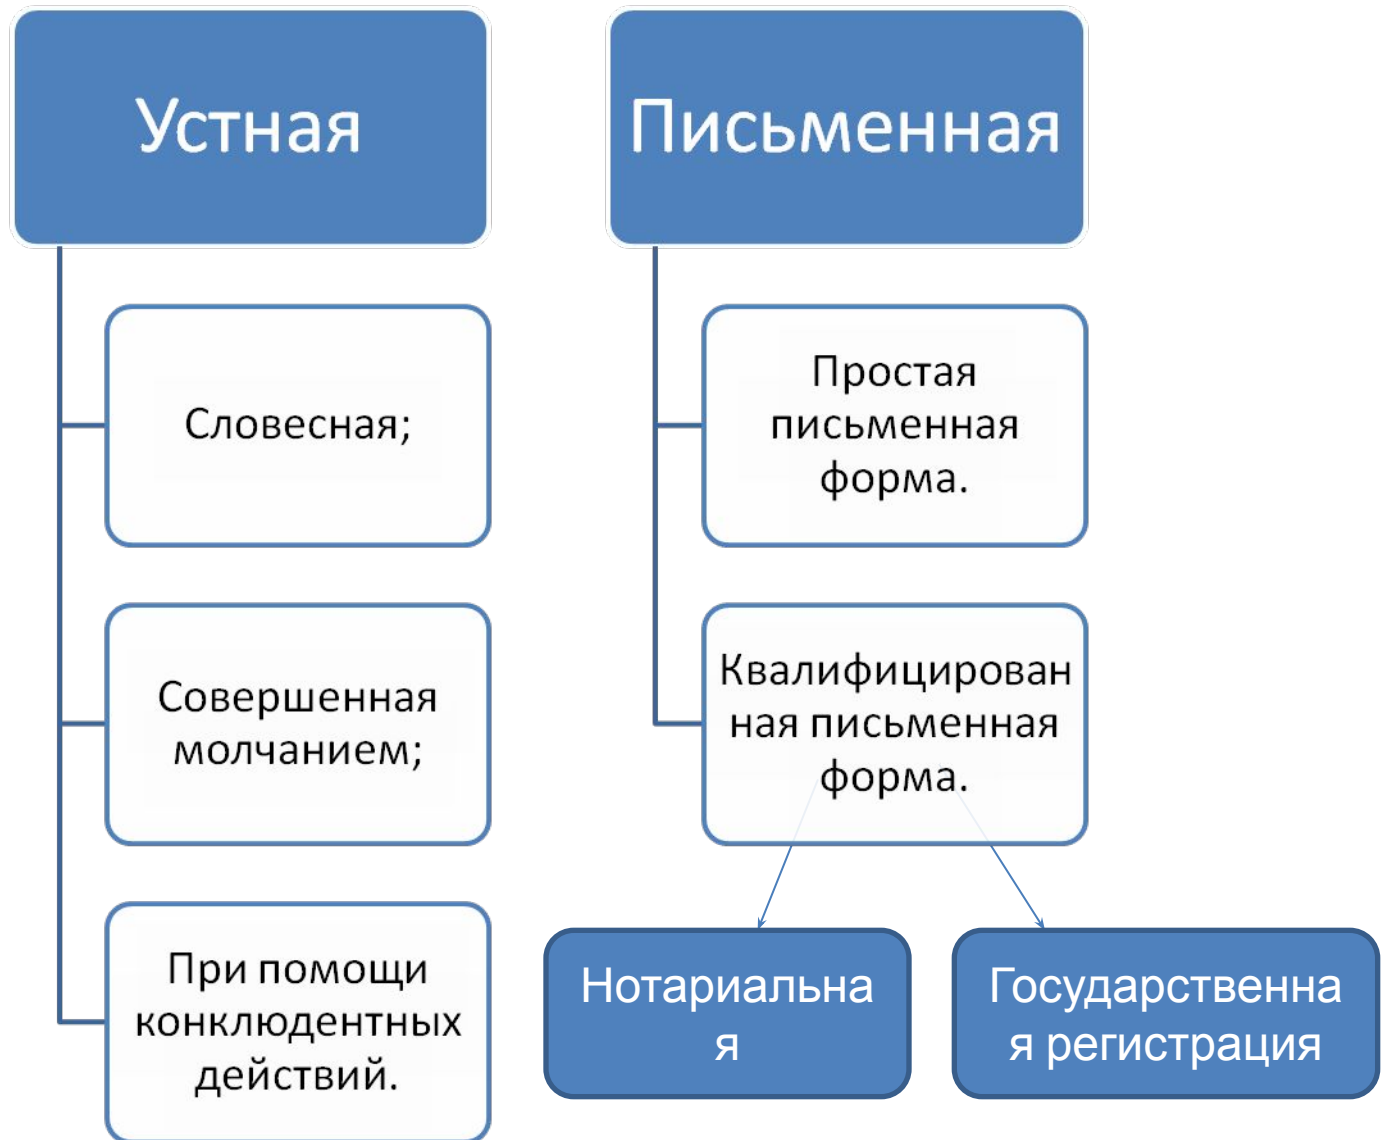 Устная
Словесная;
Совершенная
молчанием;
При помощи
конклюдентных
действий.
Письменная
Простая
письменная
форма.
Квалифицирован
ная письменная
форма.
Нотариальна
я
Государственна
я регистрация